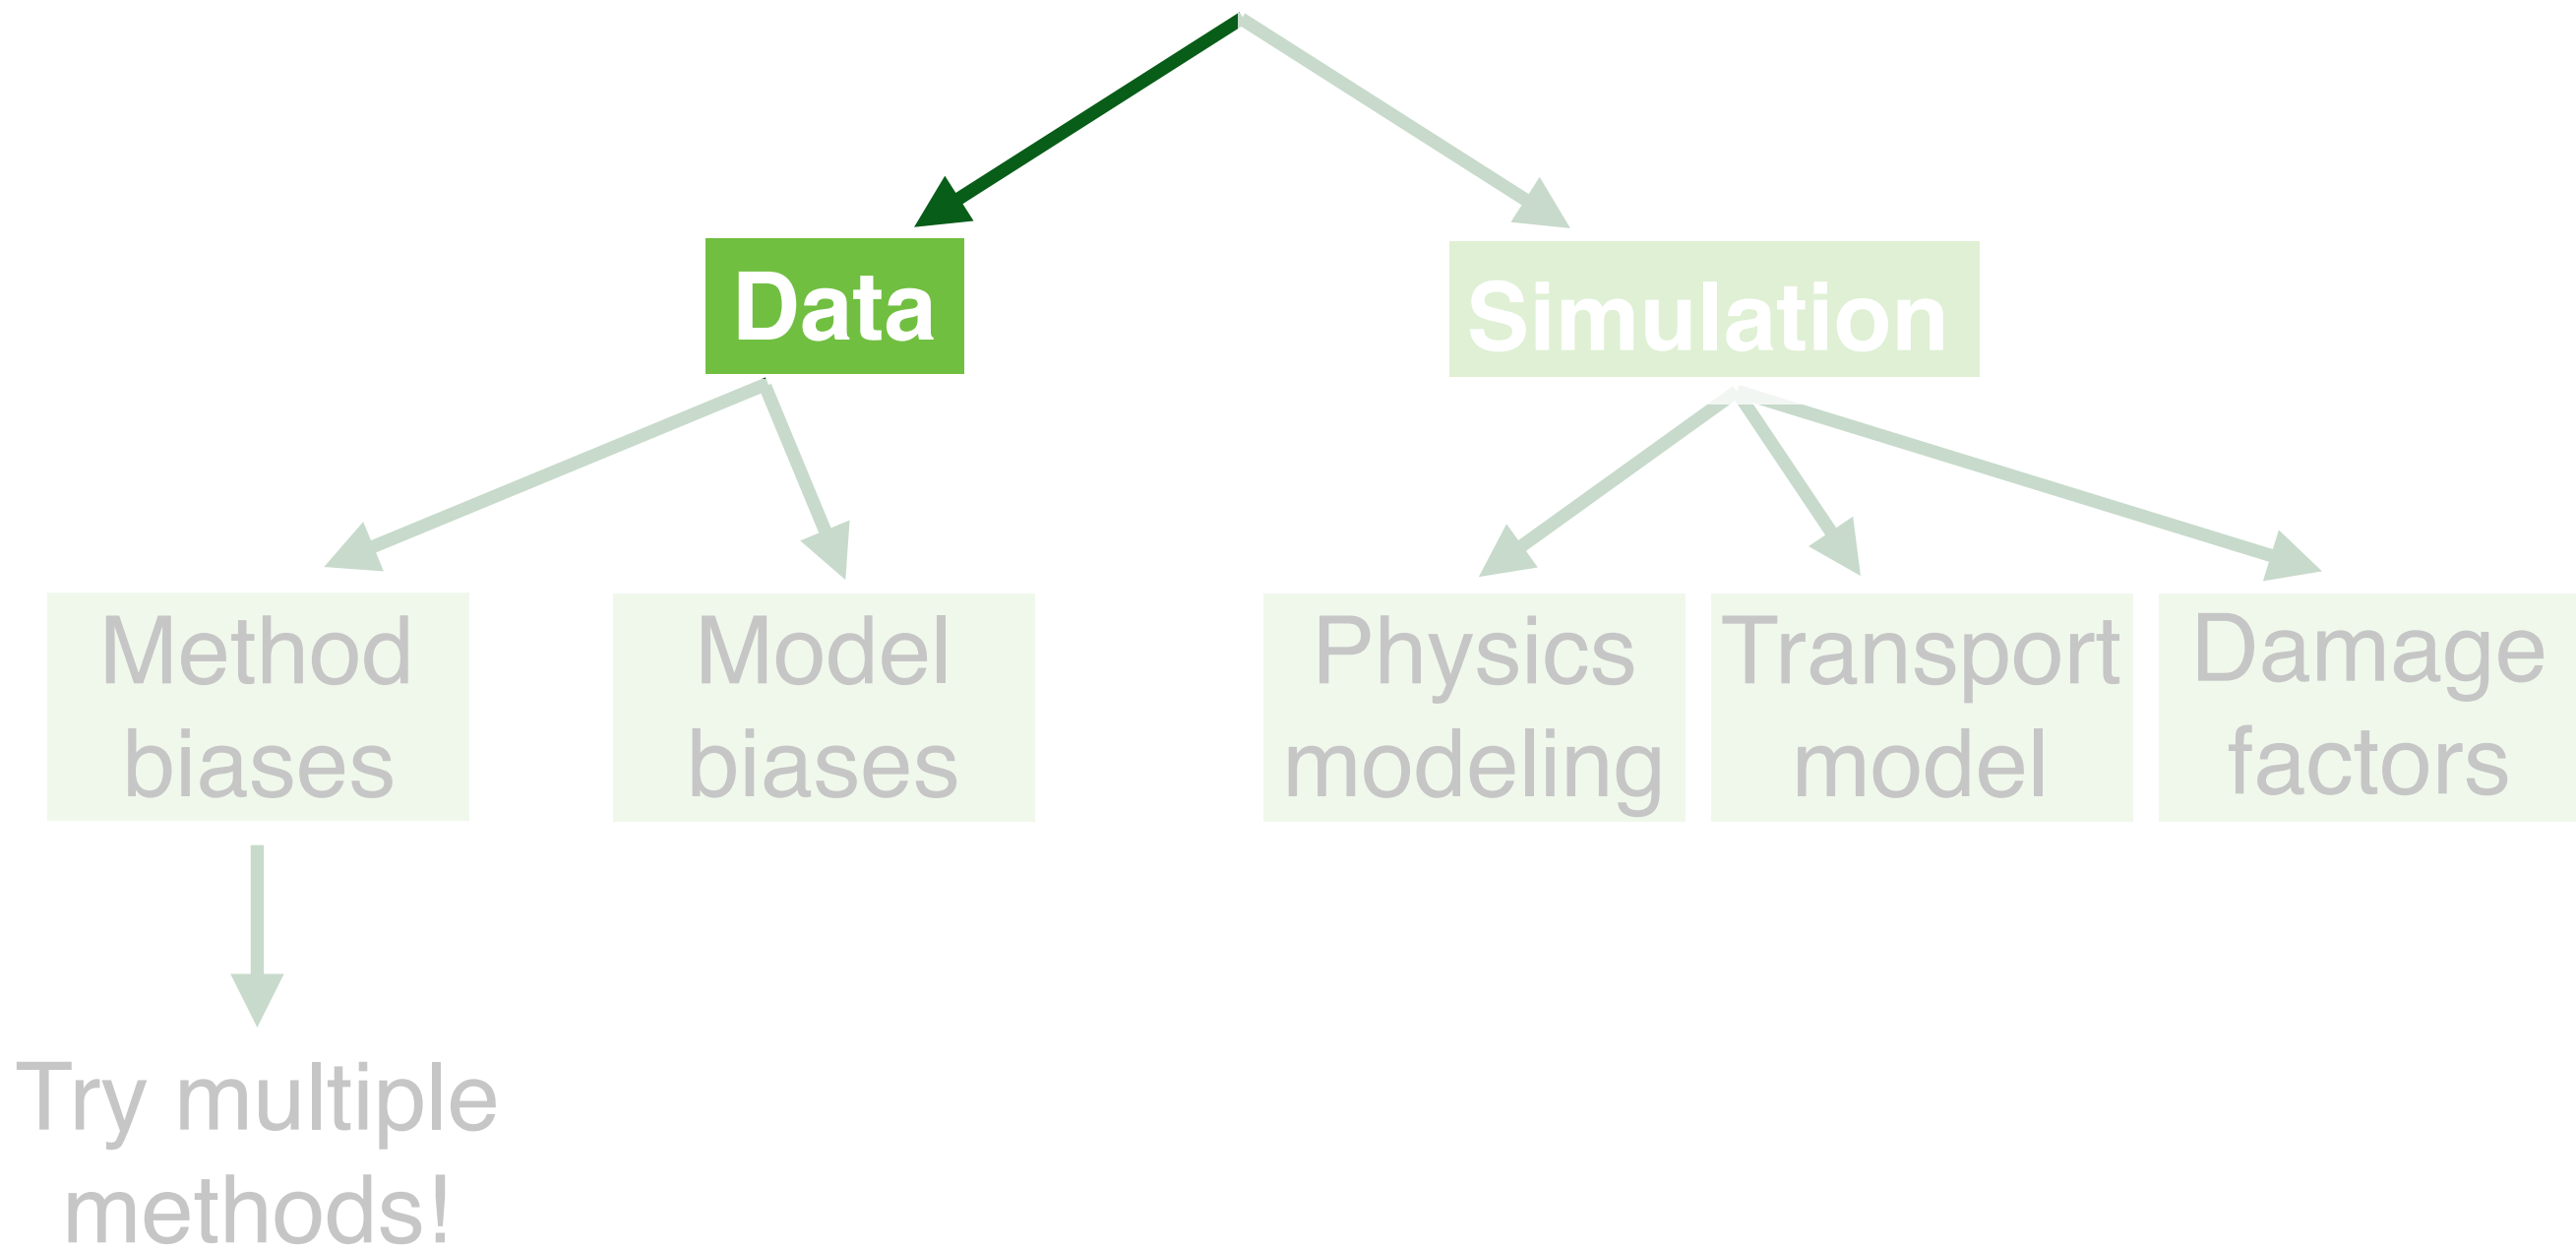 Data
Simulation
Method
biases
Model
biases
Physics
modeling
Transport
model
Damage
factors
Try multiple
methods!